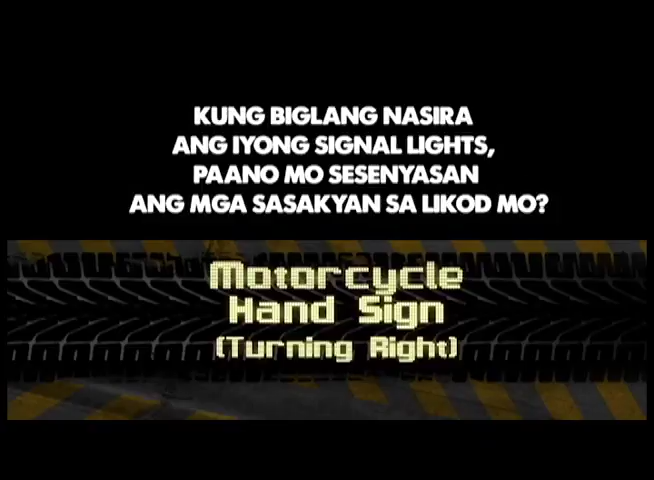 KUNG BIGLANG NASIRA
ANG IYONG SIGNAL LIGHTS,
PAANO MO SESENYASAN
ANG MGA SASAKYAN SA LIKOD MO?
Motorcycle
Hand Sign
(Turning Right)